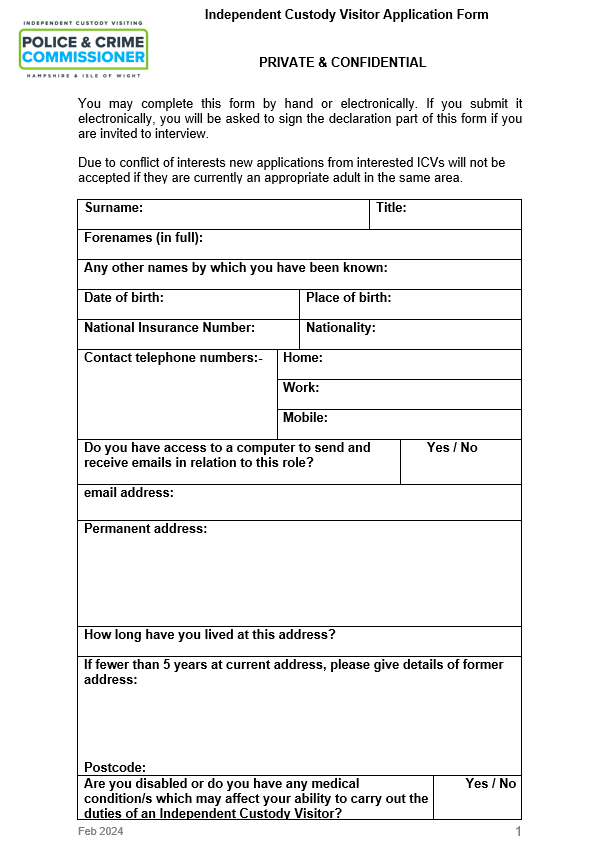 INDEPENDENT CUSTODY VISITING
POLICE & CRIME
COMMISSIONER
HAMPSHIRE & ISLE OF WIGHT
Independent Custody Visitor Application Form
PRIVATE & CONFIDENTIAL
You may complete this form by hand or electronically. If you submit it
electronically, you will be asked to sign the declaration part of this form if you
are invited to interview.
Due to conflict of interests new applications from interested ICVs will not be
accepted if they are currently an appropriate adult in the same area.
Surname: Title:
Forenames (in full):
Any other names by which you have been known:
Date of birth: Place of birth:
National Insurance Number: Nationality:
Contact telephone numbers:- Home:
Work:
Mobile:
Do you have access to a computer to send and Yes / No
receive emails in relation to this role?
email address:
Permanent address:
How long have you lived at this address?
If fewer than 5 years at current address, please give details of former
address:
Postcode:
Are you disabled or do you have any medical Yes / No
condition/s which may affect your ability to carry out the
duties of an Independent Custody Visitor?
Feb 2024 1